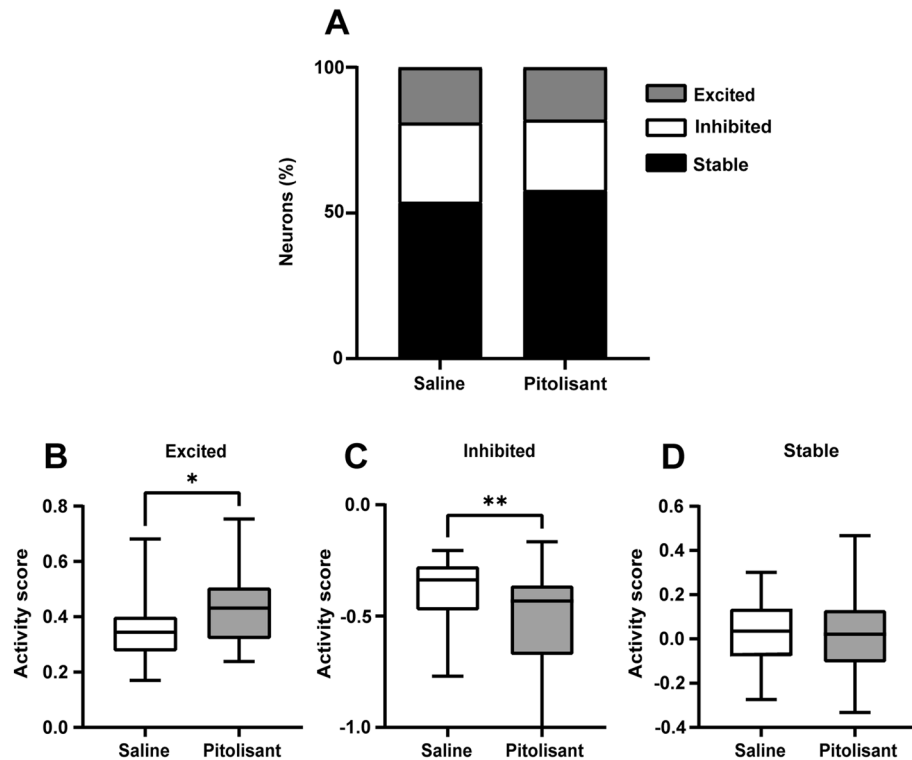 A
100
50
0
Neurons (%)
Saline
Pitolisant
Excited
Inhibited
Stable
B
Excited
*
0.8
0.6
0.4
0.2
0.0
Activity score
Saline
Pitolisant
C
Inhibited
**
0.0
-0.5
-1.0
Activity score
Saline
Pitolisant
D
Stable
0.6
0.4
0.2
0.0
-0.2
-0.4
Activity score
Saline
Pitolisant